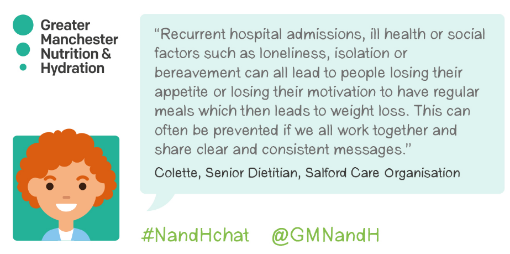 Greater
Manchester
Nutrition &
Hydration
“Recurrent hospital admissions, ill health or social
factors such as loneliness, isolation or
bereavement can all lead to people losing their
appetite or losing their motivation to have regular
meals which then leads to weight loss. This can
often be prevented if we all work together and
share clear and consistent messages.”
Colette, Senior Dietitian, Salford Care Organisation
#NandHchat @GMNandH